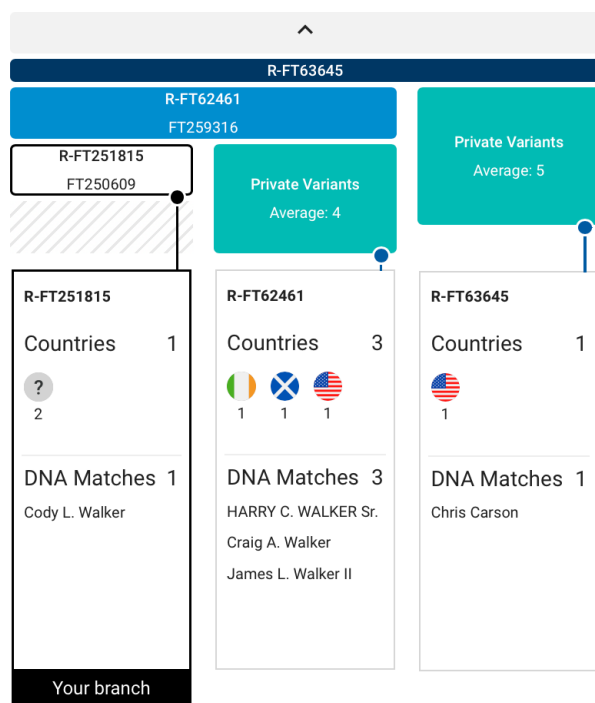 R-FT63645
R-FT62461
FT259316
R-FT251815
FT250609
Private Variants
Average: 4
Private Variants
Average: 5
R-FT251815
Countries 1
?
2
DNA Matches 1
Cody L. Walker
Your branch
R-FT62461
Countries 3
1 1 1
DNA Matches 3
HARRY C. WALKER Sr.
Craig A. Walker
James L. Walker II
R-FT63645
Countries 1
1
DNA Matches 1
Chris Carson